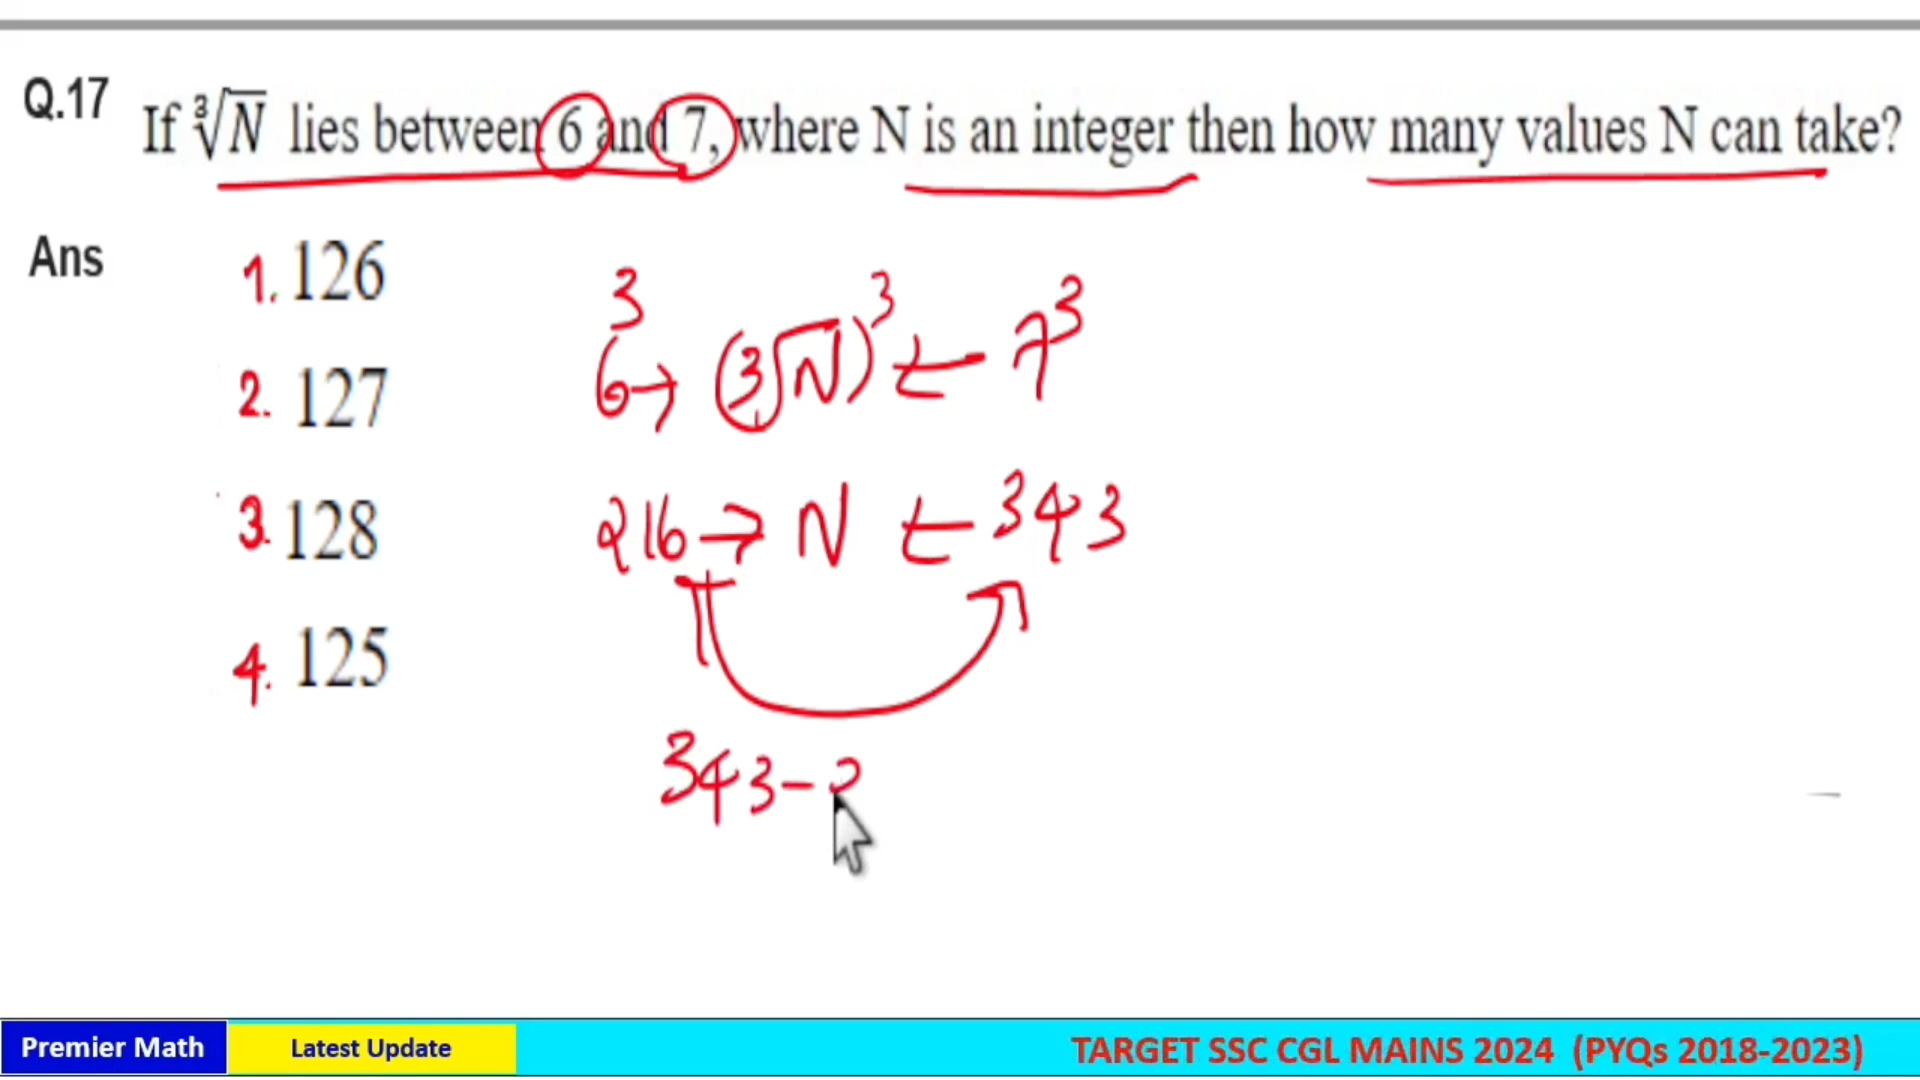 Q.17 If ∛N lies between 6 and 7, where N is an integer then how many values N can take?
Ans
1. 126
2. 127
3. 128
4. 125
6³ → (∛N)³ ← 7³
216 → N ← 343
343 - 2
Premier Math
Latest Update
TARGET SSC CGL MAINS 2024 (PYQs 2018-2023)